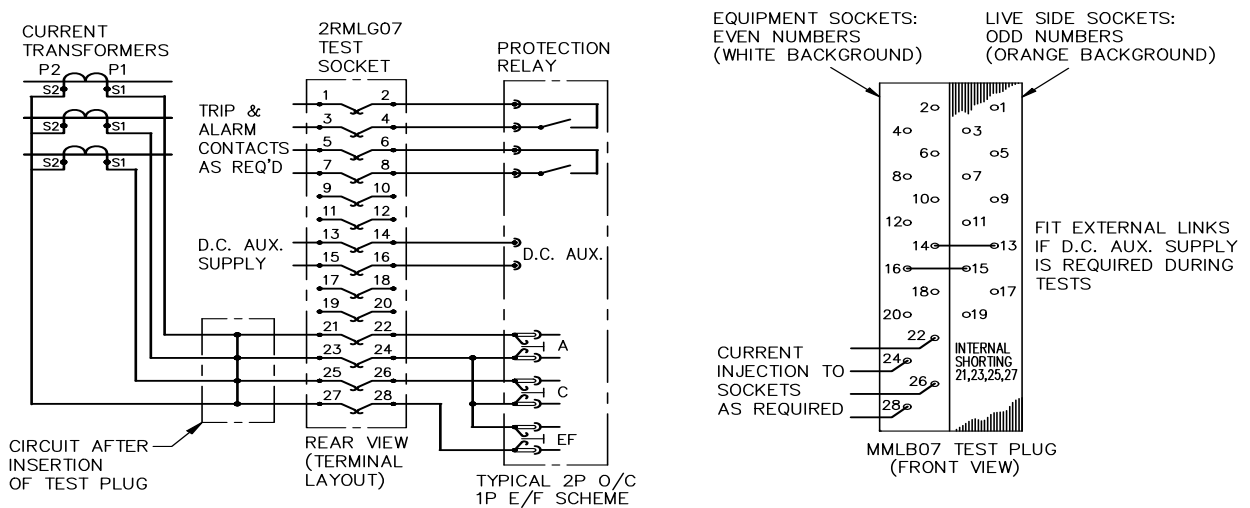 CURRENT
TRANSFORMERS
P2 P1
S2 S1
S2 S1
S2 S1
2RMLG07
TEST
SOCKET
PROTECTION
RELAY
TRIP &
ALARM
CONTACTS
AS REQ'D
D.C. AUX.
SUPPLY
1 2
3 4
5 6
7 8
9 10
11 12
13 14
15 16
17 18
19 20
21 22
23 24
25 26
27 28
D.C. AUX.
A
C
EF
CIRCUIT AFTER
INSERTION
OF TEST PLUG
REAR VIEW
(TERMINAL
LAYOUT)
TYPICAL 2P O/C
1P E/F SCHEME
EQUIPMENT SOCKETS:
EVEN NUMBERS
(WHITE BACKGROUND)
LIVE SIDE SOCKETS:
ODD NUMBERS
(ORANGE BACKGROUND)
2 1
4 3
6 5
8 7
10 9
12 11
14 13
16 15
18 17
20 19
22
24
26
28
INTERNAL
SHORTING
21,23,25,27
FIT EXTERNAL LINKS
IF D.C. AUX. SUPPLY
IS REQUIRED DURING
TESTS
CURRENT
INJECTION TO
SOCKETS
AS REQUIRED
MMLB07 TEST PLUG
(FRONT VIEW)